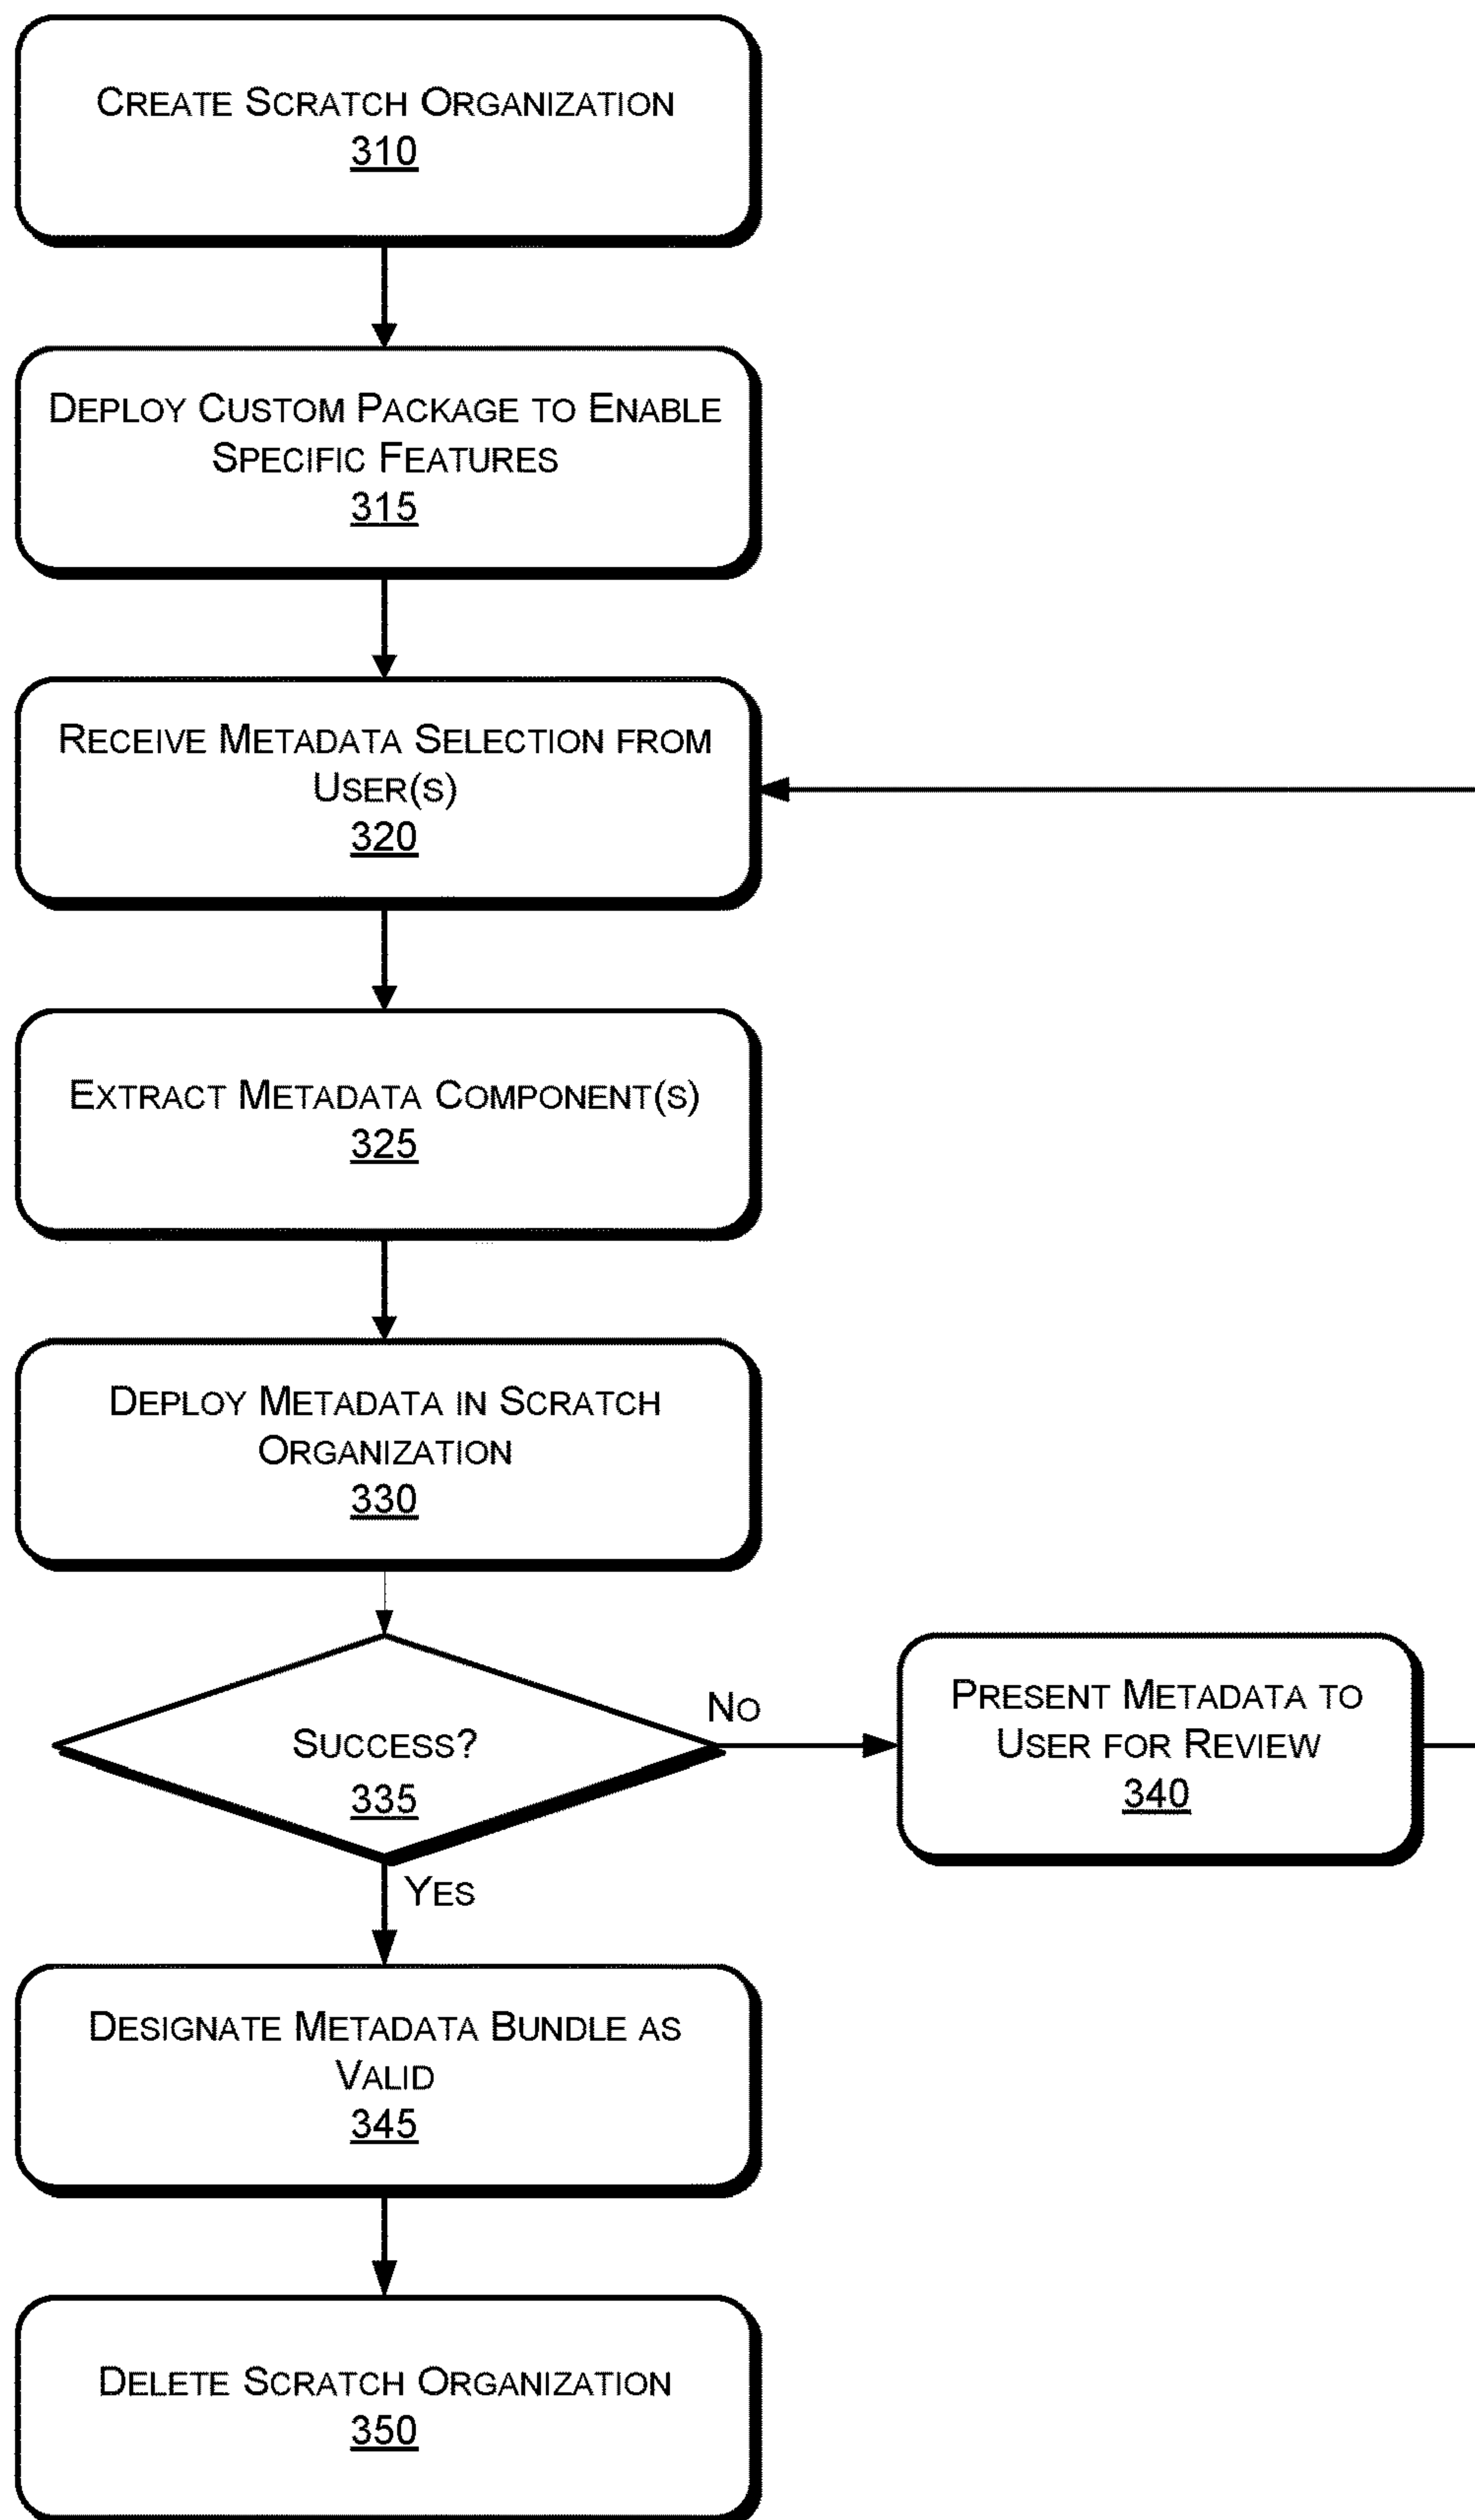 CREATE SCRATCH ORGANIZATION
310
DEPLOY CUSTOM PACKAGE TO ENABLE
SPECIFIC FEATURES
315
RECEIVE METADATA SELECTION FROM
USER(S)
320
EXTRACT METADATA COMPONENT(S)
325
DEPLOY METADATA IN SCRATCH
ORGANIZATION
330
SUCCESS?
335
NO
PRESENT METADATA TO
USER FOR REVIEW
340
YES
DESIGNATE METADATA BUNDLE AS
VALID
345
DELETE SCRATCH ORGANIZATION
350